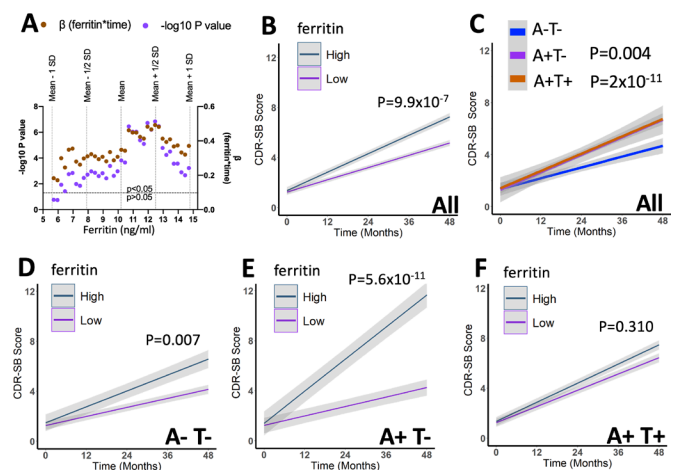 A
β (ferritin*time)
-log10 P value
Mean - 1 SD
Mean - 1/2 SD
Mean
Mean + 1/2 SD
Mean + 1 SD
-log10 P value
8
6
4
2
0
0.6
0.4
0.2
0.0
β
(ferritin*time)
p<0.05
p>0.05
5 6 7 8 9 10 11 12 13 14 15
Ferritin (ng/ml)
B
ferritin
High
Low
P=9.9x10-7
CDR-SB Score
12
8
4
0
0 12 24 36 48
Time (Months)
All
C
A-T-
A+T-
A+T+
P=0.004
P=2x10-11
CDR-SB Score
12
8
4
0
0 12 24 36 48
Time (Months)
All
D
ferritin
High
Low
P=0.007
CDR-SB Score
12
8
4
0
0 12 24 36 48
Time (Months)
A- T-
E
ferritin
High
Low
P=5.6x10-11
CDR-SB Score
12
8
4
0
0 12 24 36 48
Time (Months)
A+ T-
F
ferritin
High
Low
P=0.310
CDR-SB Score
12
8
4
0
0 12 24 36 48
Time (Months)
A+ T+